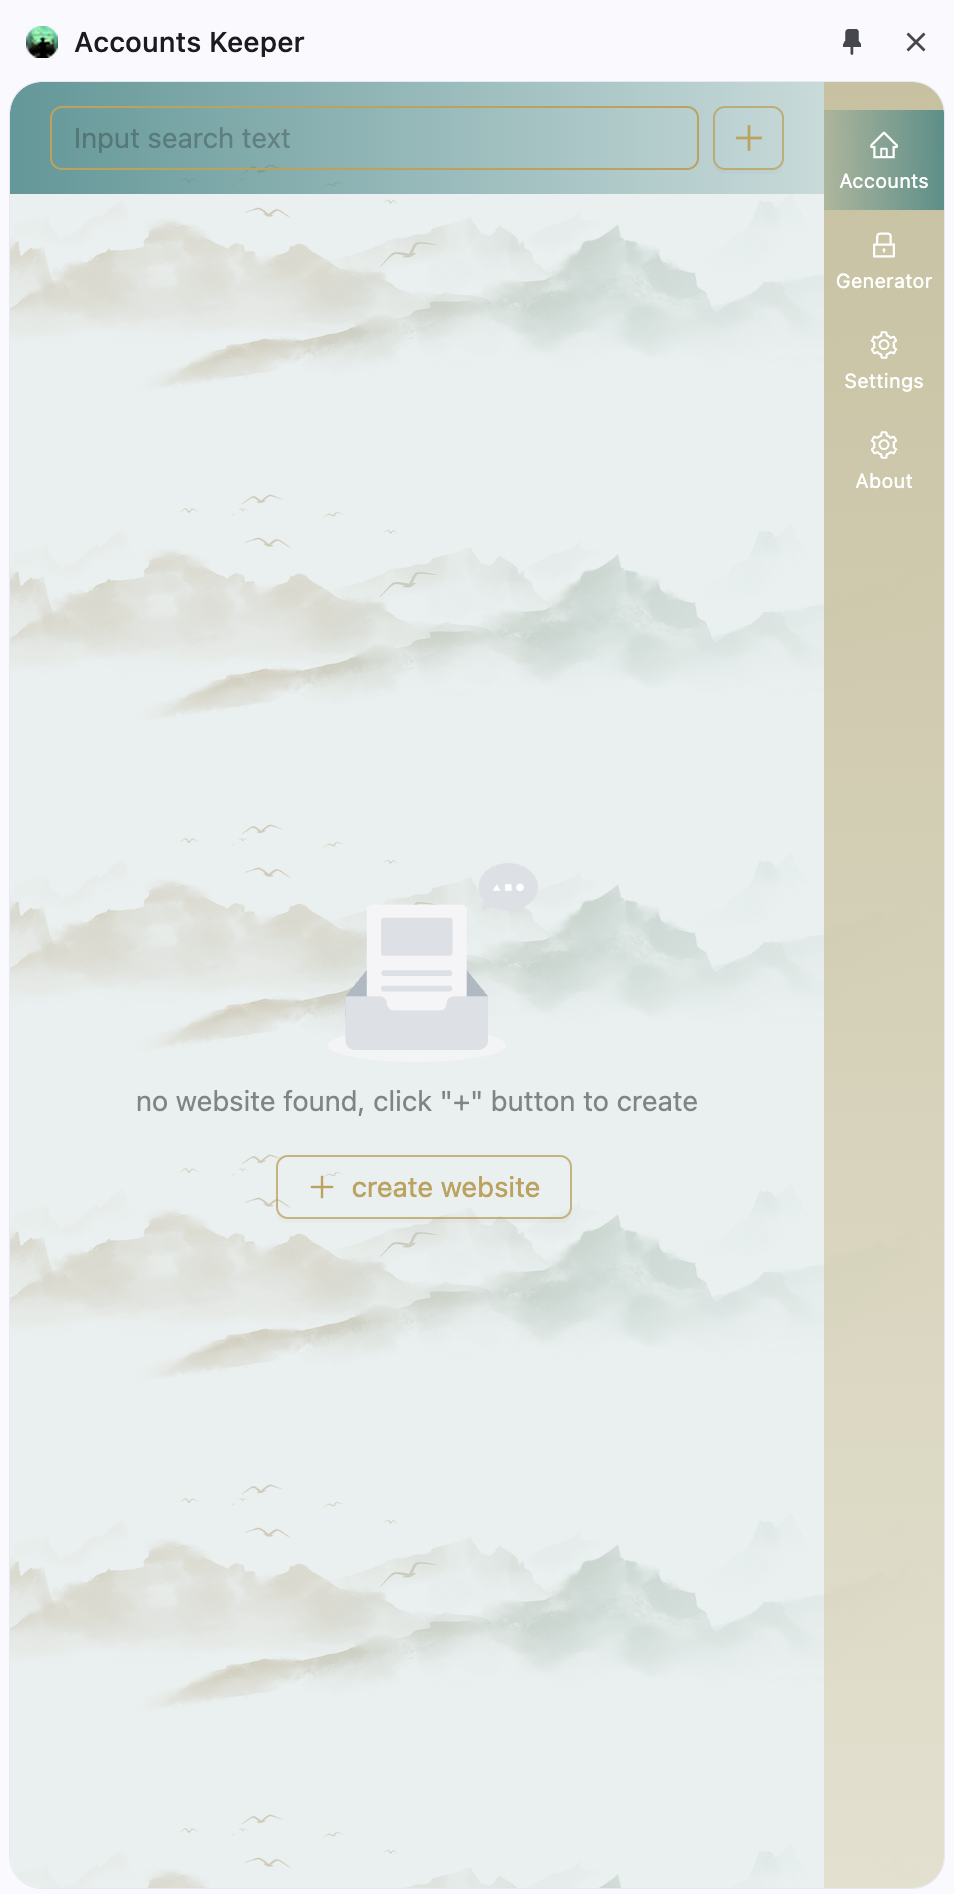 Accounts Keeper
Input search text
Accounts
Generator
Settings
About
no website found, click "+" button to create
create website